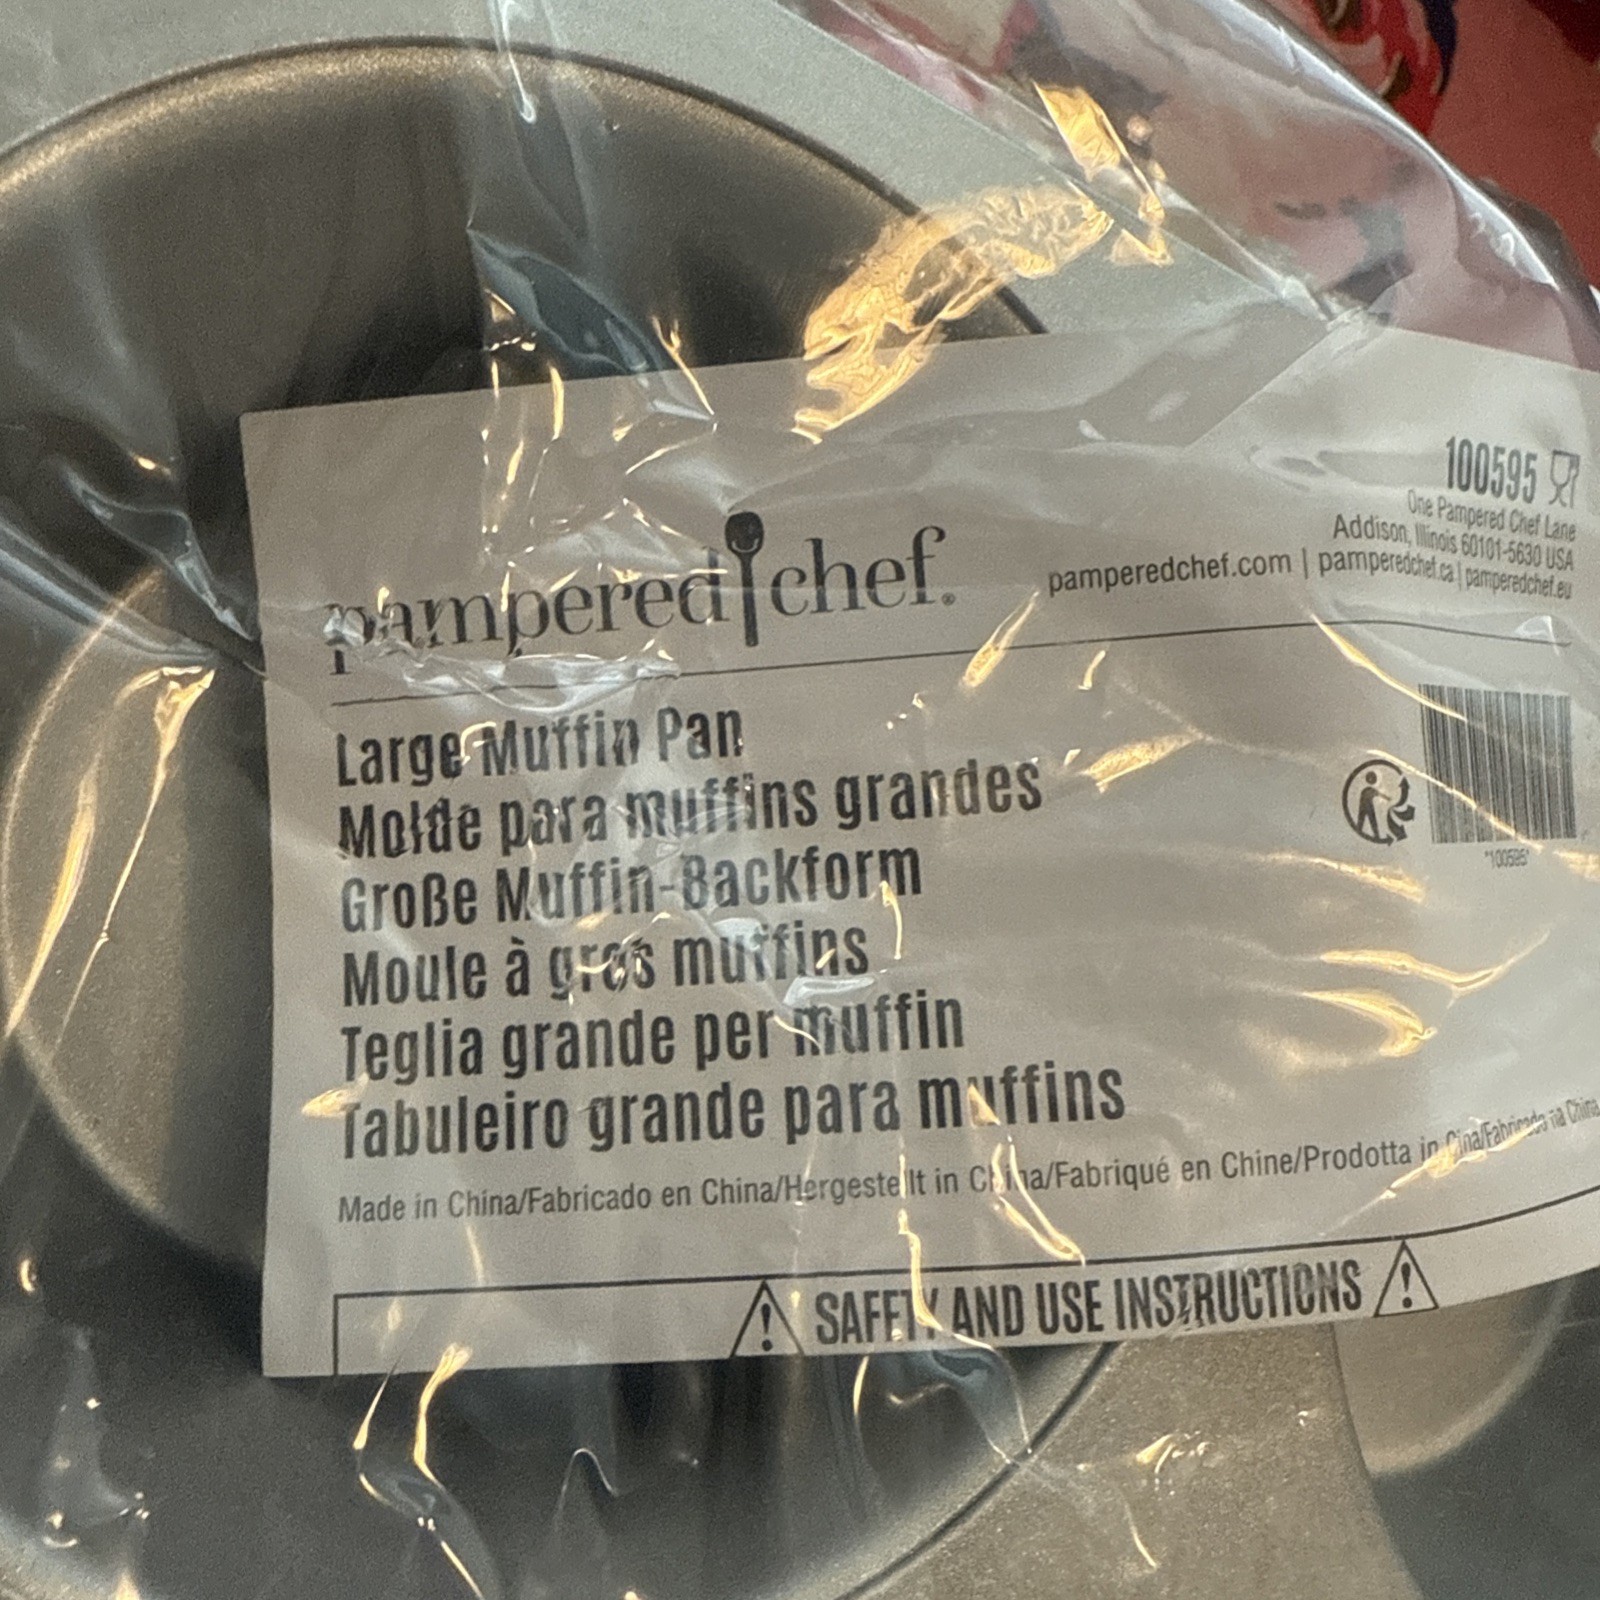 100595
One Pampered Chef Lane
Addison, Illinois 60101-5630 USA
pampered chef®
pamperedchef.com | pamperedchef.ca | pamperedchef.eu
Large Muffin Pan
Molde para muffins grandes
Große Muffin-Backform
Moule à gros muffins
Teglia grande per muffin
Tabuleiro grande para muffins
*100595*
Made in China/Fabricado en China/Hergestellt in China/Fabriqué en Chine/Prodotta in Cina/Fabricado na China
SAFETY AND USE INSTRUCTIONS